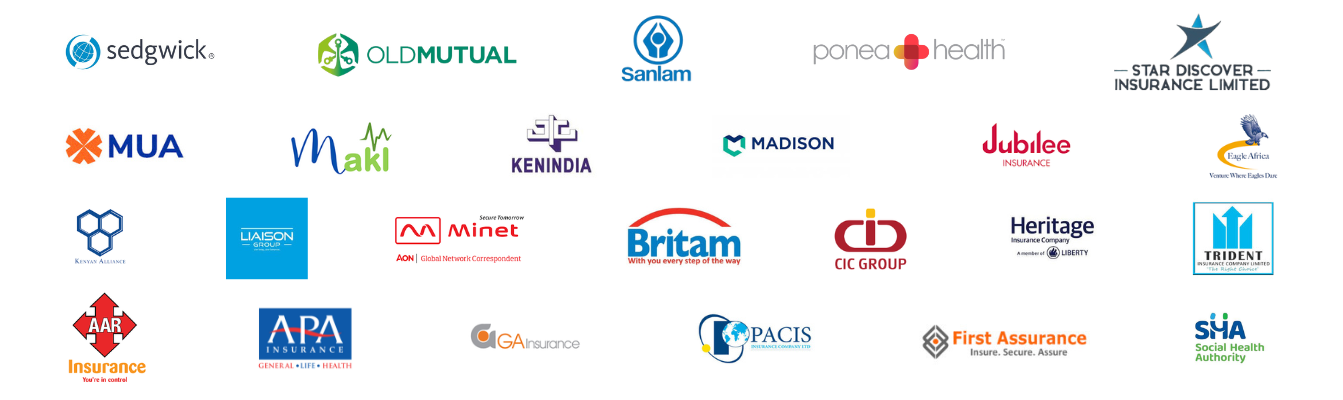 sedgwick®
OLDMUTUAL
Sanlam
ponea health™
STAR DISCOVER
INSURANCE LIMITED
MUA
Makl
KENINDIA
MADISON
Jubilee
INSURANCE
Eagle Africa
Venture Where Eagles Dare
KENYAN ALLIANCE
LIAISON
GROUP
Secure Tomorrow
Minet
AON | Global Network Correspondent
Britam
With you every step of the way
CIC GROUP
Heritage
Insurance Company
A member of LIBERTY
TRIDENT
INSURANCE COMPANY LIMITED
"The Right Choice"
AAR
Insurance
You're in control
APA
INSURANCE
GENERAL • LIFE • HEALTH
GA Insurance
PACIS
INSURANCE COMPANY LTD
First Assurance
Insure. Secure. Assure
SHA
Social Health
Authority